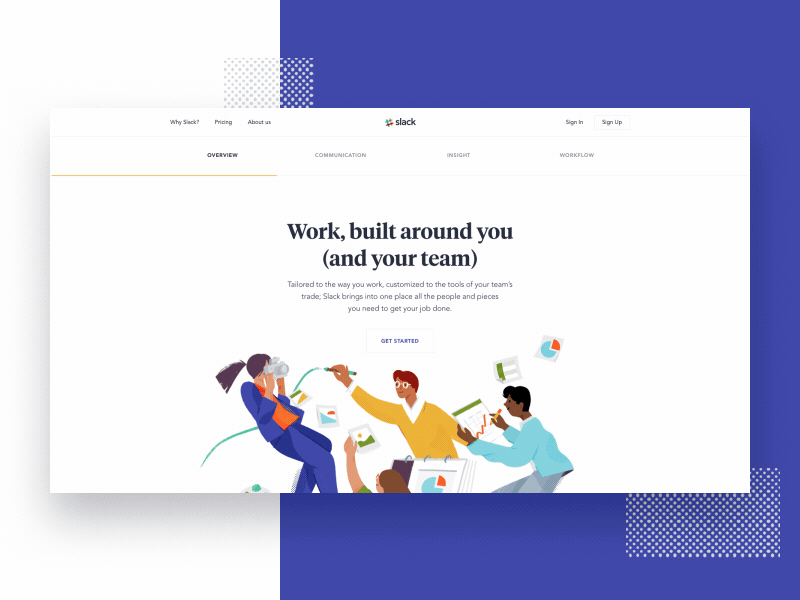 Why Slack? Pricing About us slack Sign In Sign Up
OVERVIEW COMMUNICATION INSIGHT WORKFLOW
Work, built around you
(and your team)
Tailored to the way you work, customized to the tools of your team's
trade; Slack brings into one place all the people and pieces
you need to get your job done.
GET STARTED